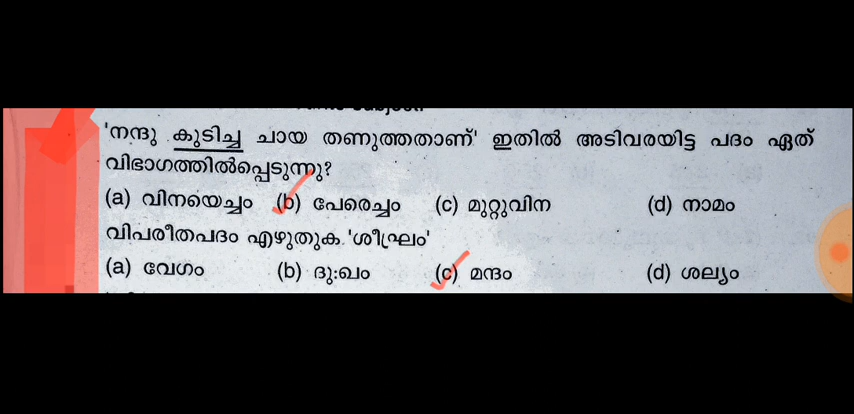 'നന്ദു കുടിച്ച ചായ തണുത്തതാണ്' ഇതിൽ അടിവരയിട്ട പദം ഏത്
വിഭാഗത്തിൽപ്പെടുന്നു?
(a) വിനയെച്ചം (b) പേരെച്ചം (c) മുറ്റുവിന (d) നാമം
വിപരീതപദം എഴുതുക 'ശീഘ്രം'
(a) വേഗം (b) ദുഃഖം (c) മന്ദം (d) ശല്യം